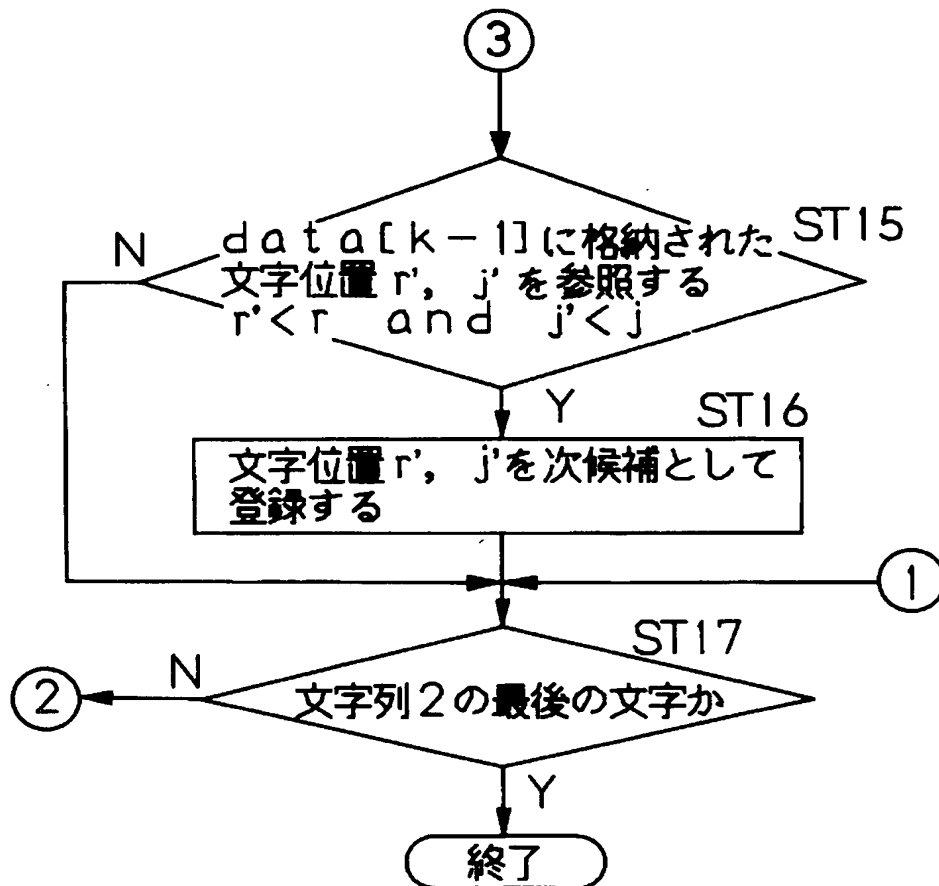 3
ST15
N
data[k-1]に格納された
文字位置r', j'を参照する
r'<r and j'<j
Y
ST16
文字位置r', j'を次候補として
登録する
1
ST17
N
2
文字列2の最後の文字か
Y
終了